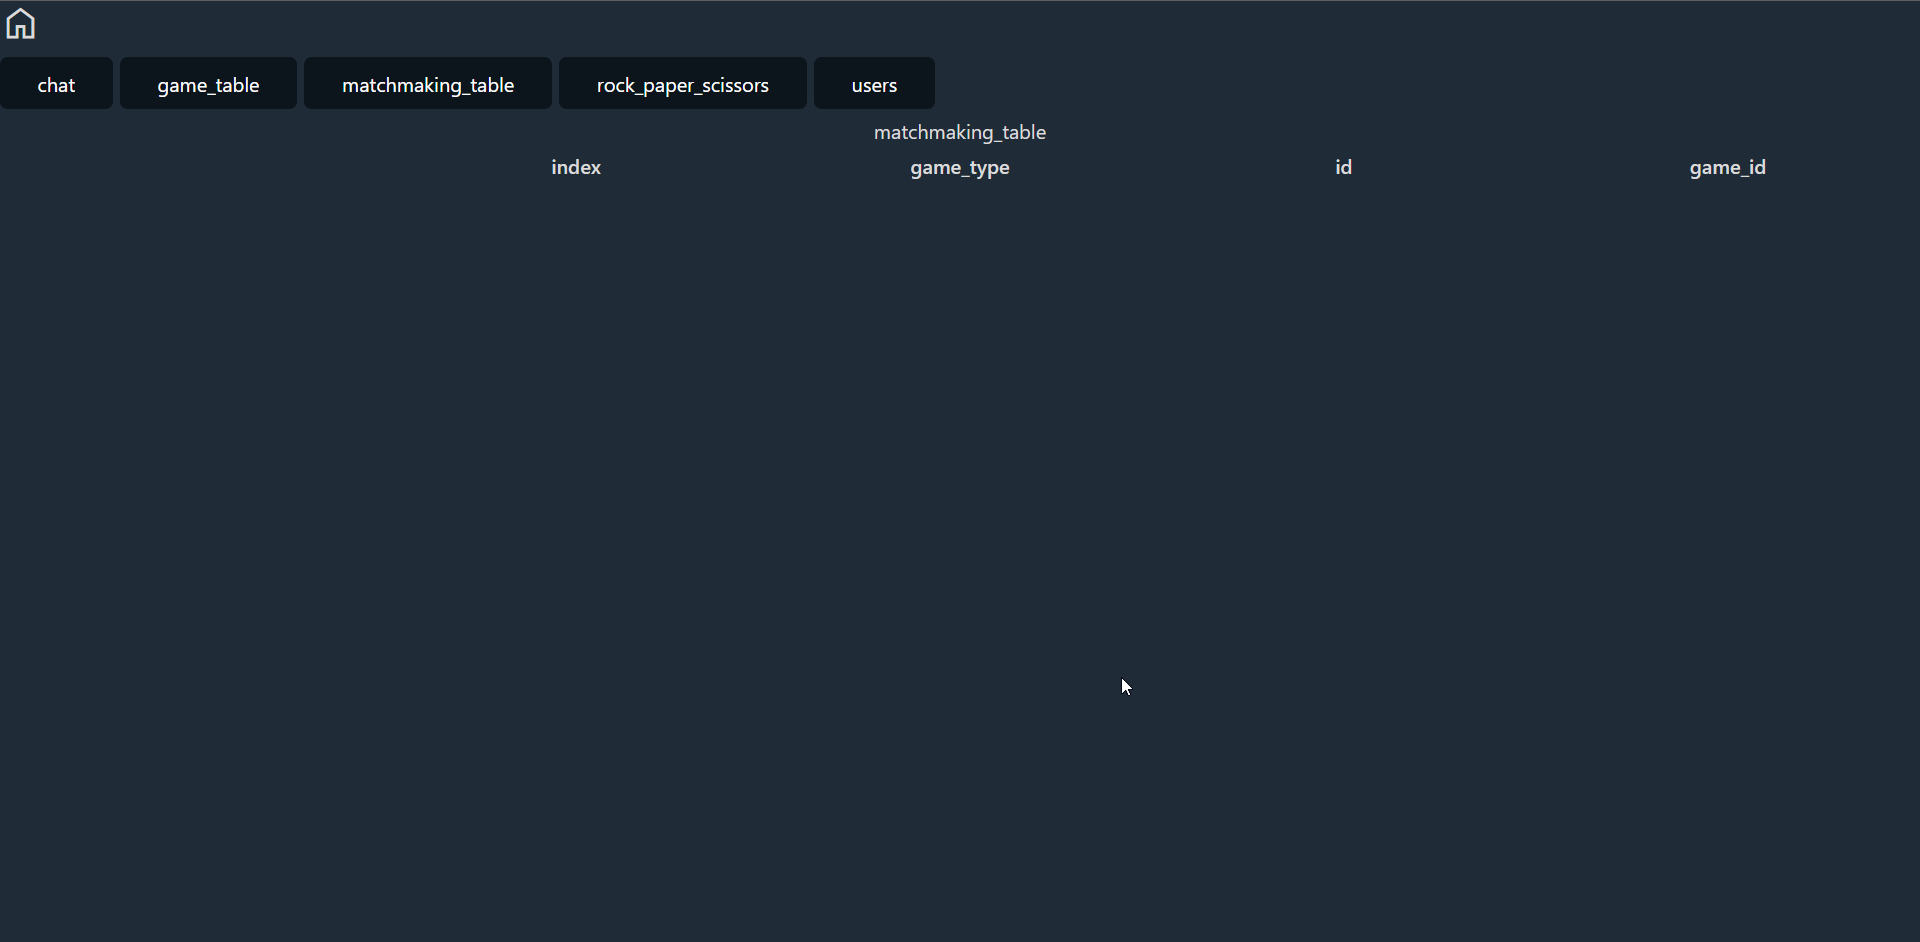 chat game_table matchmaking_table rock_paper_scissors users
matchmaking_table
index game_type id game_id